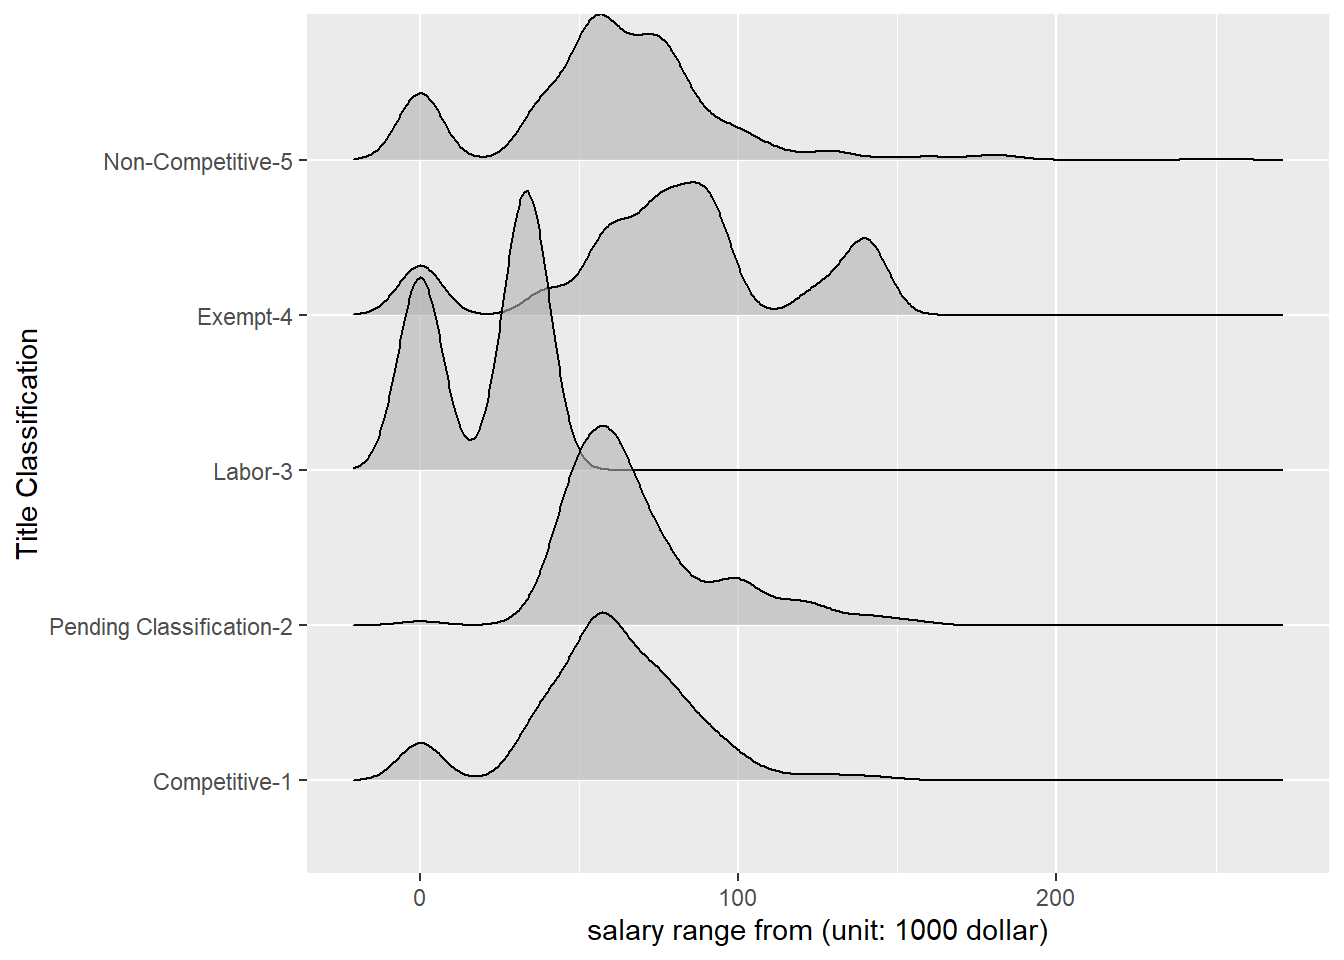 Non-Competitive-5
Exempt-4
Labor-3
Pending Classification-2
Competitive-1
Title Classification
0 100 200
salary range from (unit: 1000 dollar)